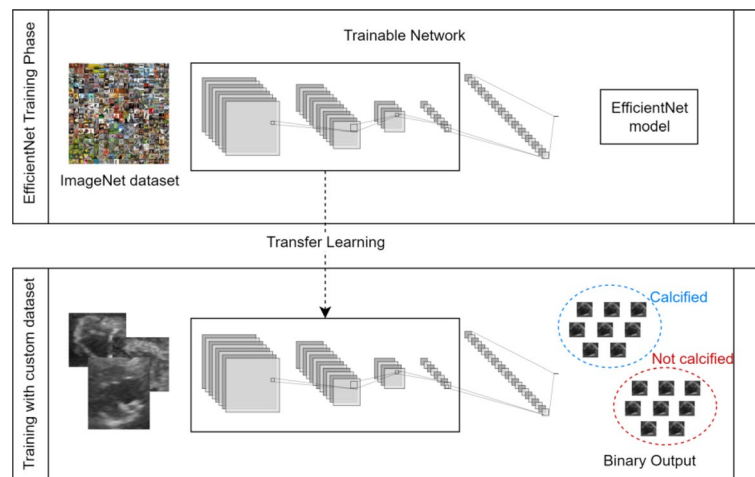 EfficientNet Training Phase
Trainable Network
ImageNet dataset
EfficientNet
model
Transfer Learning
Training with custom dataset
Calcified
Not calcified
Binary Output